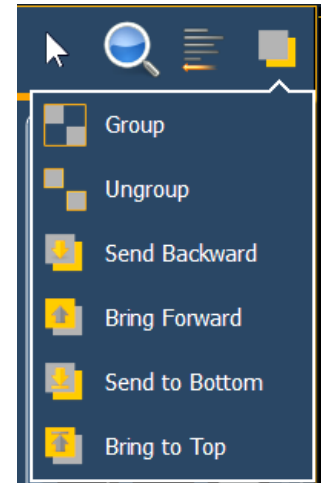 Group
Ungroup
Send Backward
Bring Forward
Send to Bottom
Bring to Top